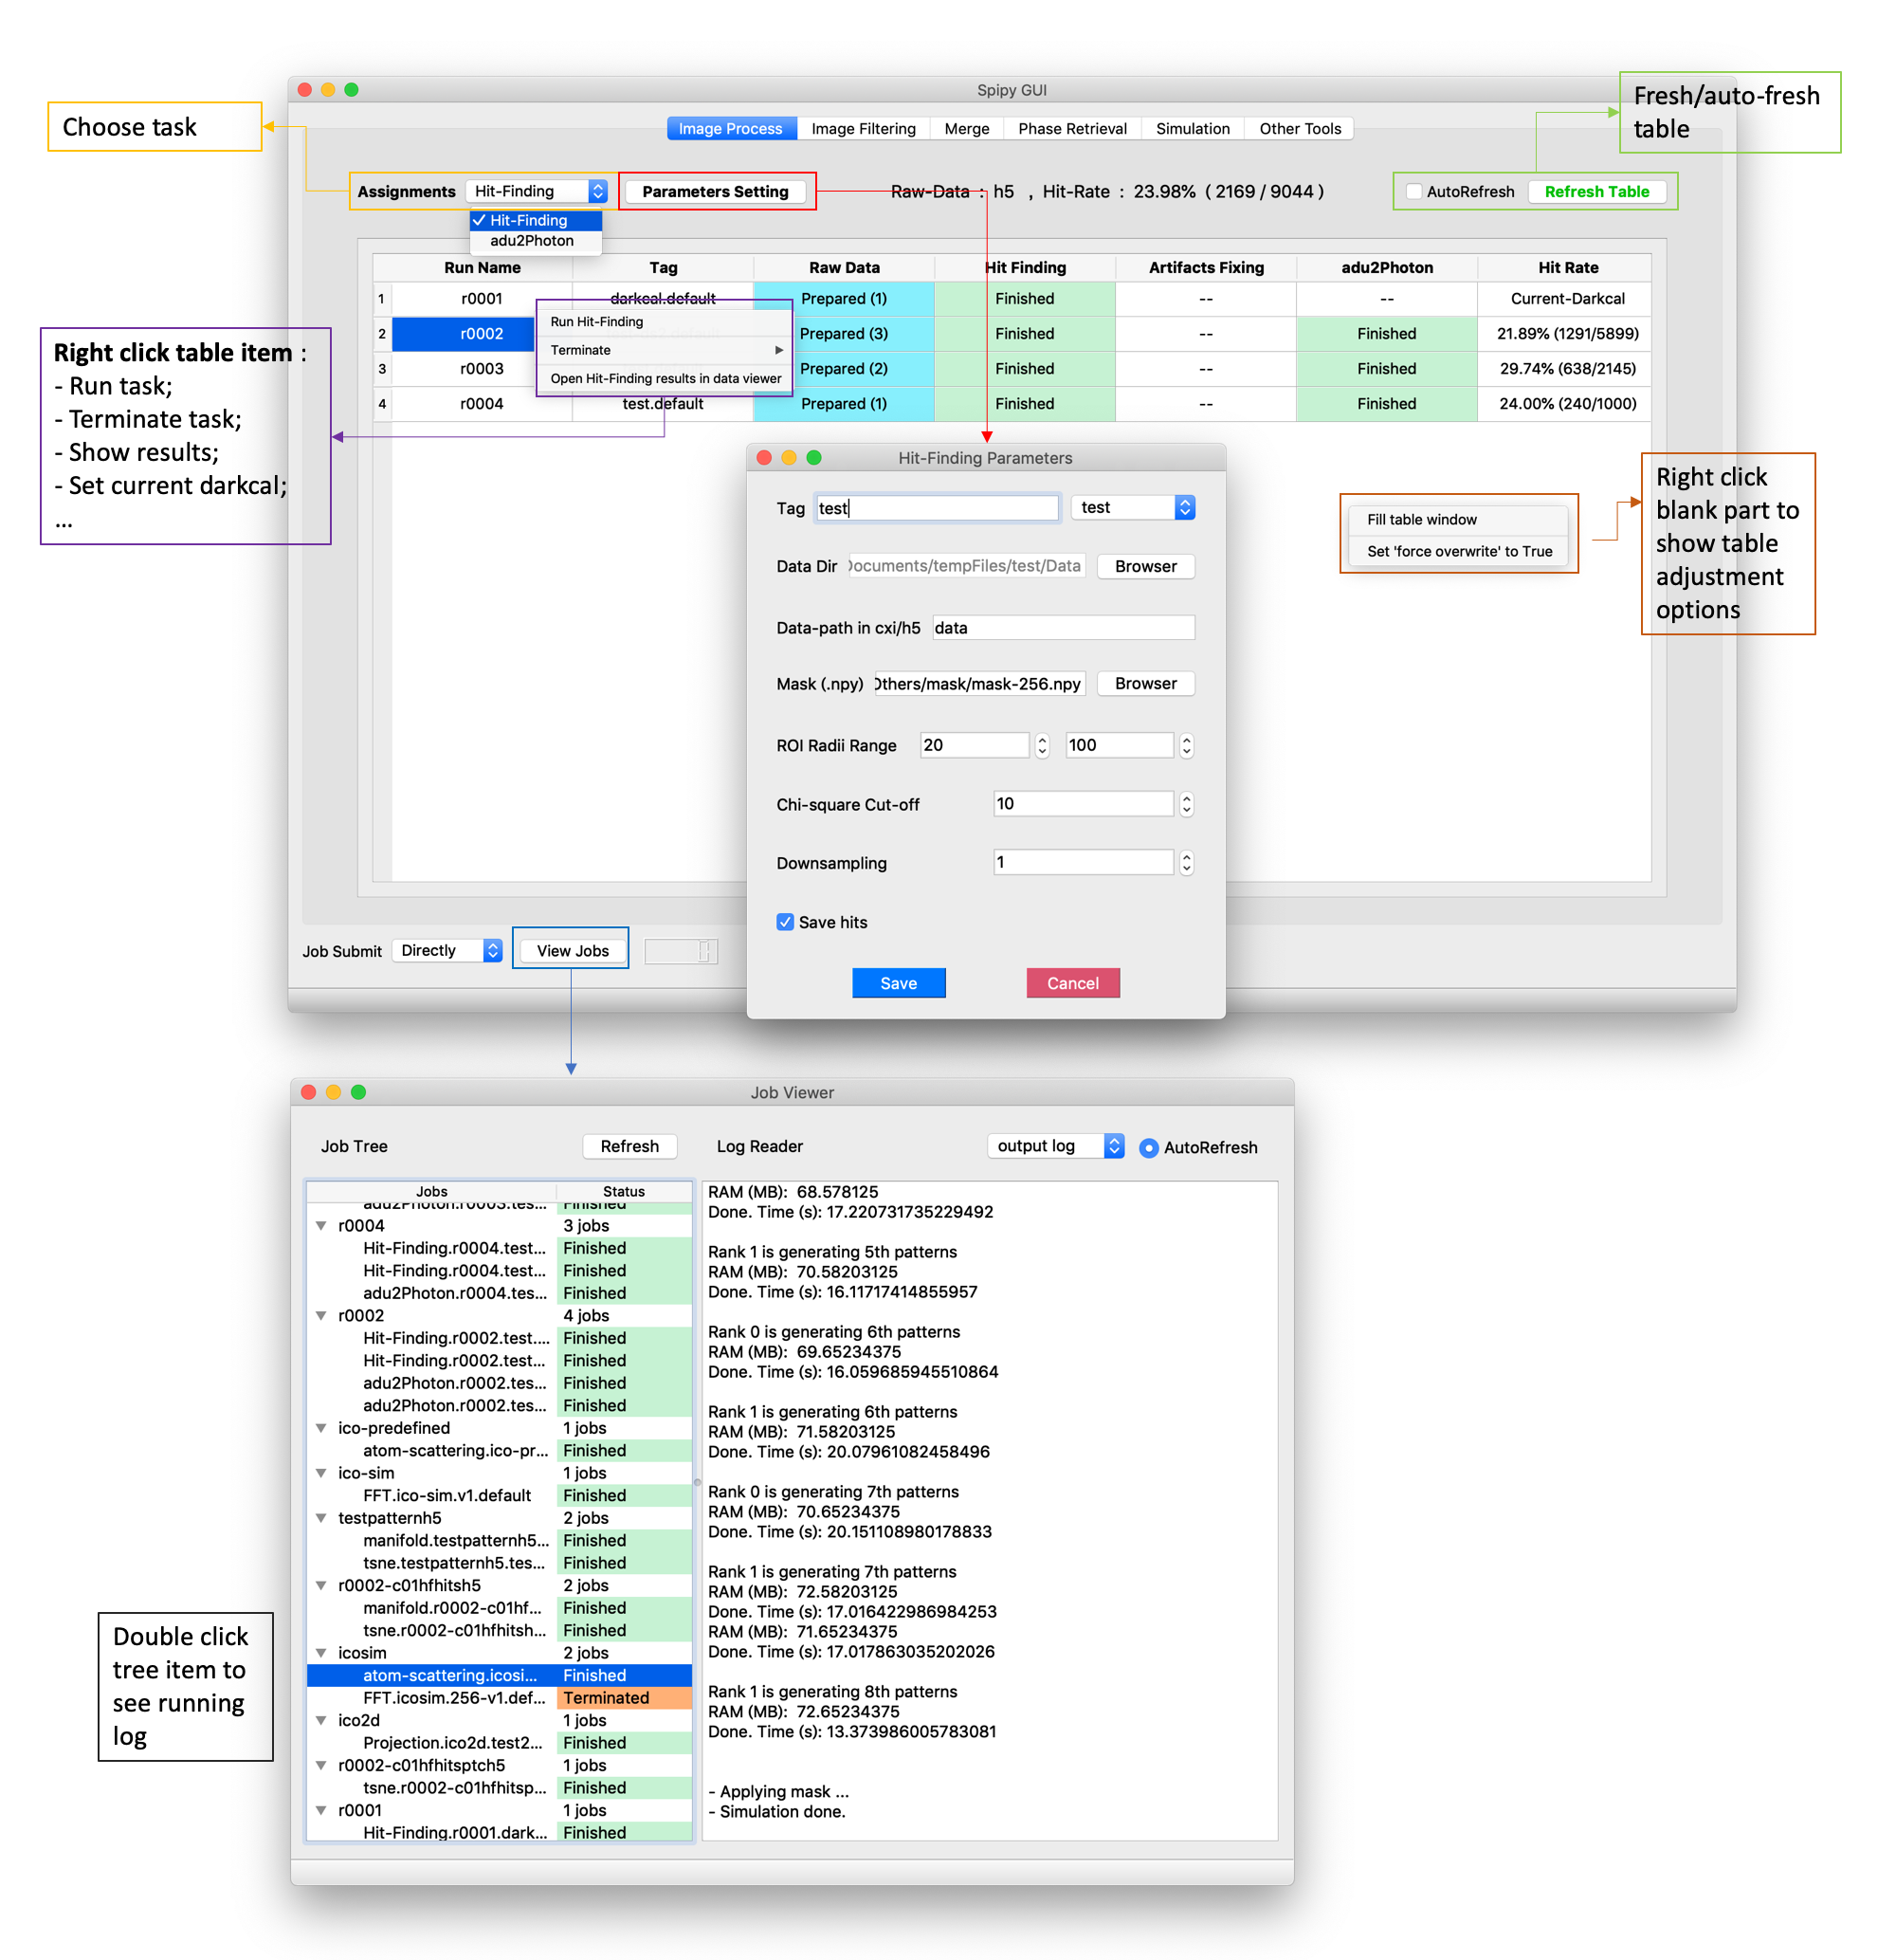 Spipy GUI
Choose task
Fresh/auto-fresh
table
Image Process Image Filtering Merge Phase Retrieval Simulation Other Tools
Assignments Hit-Finding Parameters Setting Raw-Data : h5 , Hit-Rate : 23.98% ( 2169 / 9044 ) AutoRefresh Refresh Table
Hit-Finding
adu2Photon
Run Name Tag Raw Data Hit Finding Artifacts Fixing adu2Photon Hit Rate
1 r0001 darkcal.default Prepared (1) Finished -- -- Current-Darkcal
2 r0002 Prepared (3) Finished -- Finished 21.89% (1291/5899)
3 r0003 Prepared (2) Finished -- Finished 29.74% (638/2145)
4 r0004 test.default Prepared (1) Finished -- Finished 24.00% (240/1000)
Run Hit-Finding
Terminate
Open Hit-Finding results in data viewer
Right click table item :
- Run task;
- Terminate task;
- Show results;
- Set current darkcal;
...
Hit-Finding Parameters
Tag test test
Data Dir Documents/tempFiles/test/Data Browser
Data-path in cxi/h5 data
Mask (.npy) Others/mask/mask-256.npy Browser
ROI Radii Range 20 100
Chi-square Cut-off 10
Downsampling 1
Save hits
Save Cancel
Fill table window
Set 'force overwrite' to True
Right click
blank part to
show table
adjustment
options
Job Submit Directly View Jobs
Job Viewer
Job Tree Refresh Log Reader output log AutoRefresh
Jobs Status
adu2Photon.r0003.tes... Finished
r0004 3 jobs
Hit-Finding.r0004.test... Finished
Hit-Finding.r0004.test... Finished
adu2Photon.r0004.tes... Finished
r0002 4 jobs
Hit-Finding.r0002.test.... Finished
Hit-Finding.r0002.test... Finished
adu2Photon.r0002.tes... Finished
adu2Photon.r0002.tes... Finished
ico-predefined 1 jobs
atom-scattering.ico-pr... Finished
ico-sim 1 jobs
FFT.ico-sim.v1.default Finished
testpatternh5 2 jobs
manifold.testpatternh5... Finished
tsne.testpatternh5.tes... Finished
r0002-c01hfhitsh5 2 jobs
manifold.r0002-c01hf... Finished
tsne.r0002-c01hfhitsh... Finished
icosim 2 jobs
atom-scattering.icosi... Finished
FFT.icosim.256-v1.def... Terminated
ico2d 1 jobs
Projection.ico2d.test2... Finished
r0002-c01hfhitsptch5 1 jobs
tsne.r0002-c01hfhitsp... Finished
r0001 1 jobs
Hit-Finding.r0001.dark... Finished
RAM (MB): 68.578125
Done. Time (s): 17.220731735229492
Rank 1 is generating 5th patterns
RAM (MB): 70.58203125
Done. Time (s): 16.11717414855957
Rank 0 is generating 6th patterns
RAM (MB): 69.65234375
Done. Time (s): 16.059685945510864
Rank 1 is generating 6th patterns
RAM (MB): 71.58203125
Done. Time (s): 20.07961082458496
Rank 0 is generating 7th patterns
RAM (MB): 70.65234375
Done. Time (s): 20.151108980178833
Rank 1 is generating 7th patterns
RAM (MB): 72.58203125
Done. Time (s): 17.016422986984253
RAM (MB): 71.65234375
Done. Time (s): 17.017863035202026
Rank 1 is generating 8th patterns
RAM (MB): 72.65234375
Done. Time (s): 13.373986005783081
- Applying mask ...
- Simulation done.
Double click
tree item to
see running
log